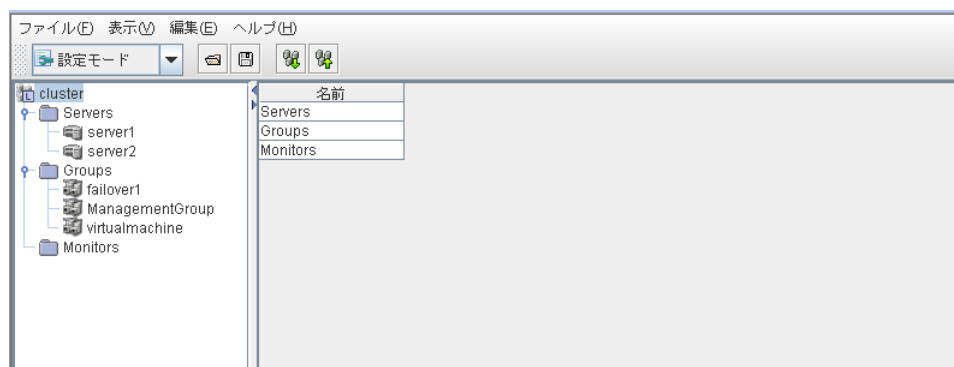 ファイル(F) 表示(V) 編集(E) ヘルプ(H)
設定モード
cluster
Servers
server1
server2
Groups
failover1
ManagementGroup
virtualmachine
Monitors
名前
Servers
Groups
Monitors